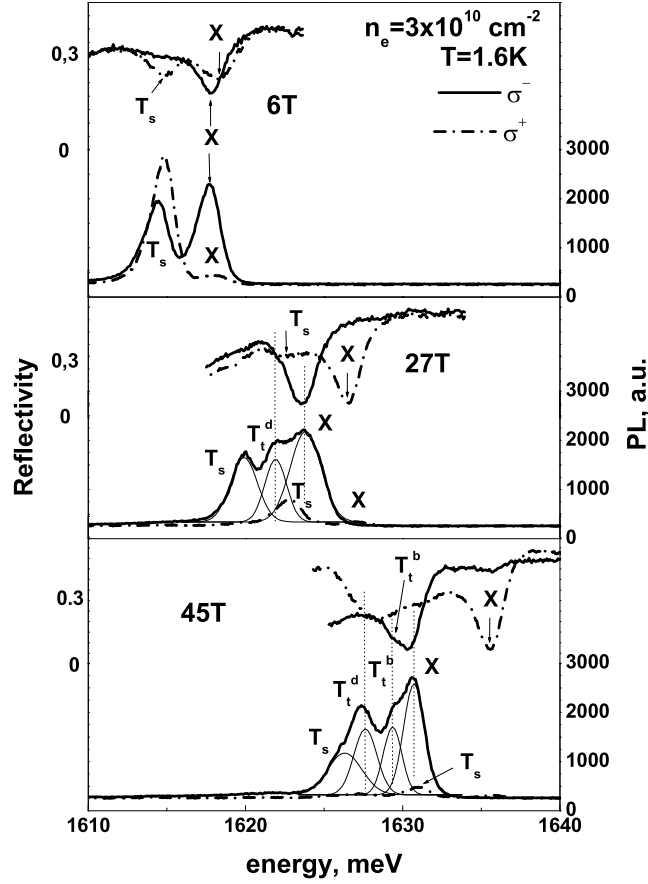 n_e=3x10^10 cm^-2
T=1.6K
σ^-
σ^+
0,3
X
T_s
6T
X
0
3000
2000
T_s
X
1000
0
T_s
X
27T
0,3
0
3000
X
T_t^d
2000
T_s
T_s
X
1000
0
T_t^b
0.3
45T
X
0
T_t^b
X
3000
T_t^d
2000
T_s
T_s
1000
0
1610
1620
1630
1640
energy, meV
Reflectivity
PL, a.u.